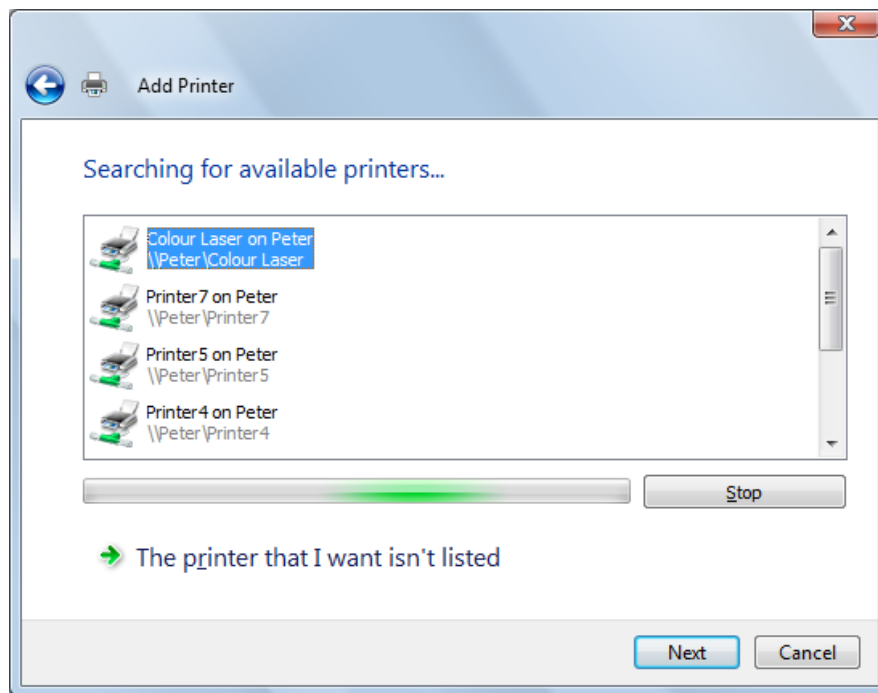 Add Printer
Searching for available printers...
Colour Laser on Peter
\\Peter\Colour Laser
Printer7 on Peter
\\Peter\Printer7
Printer5 on Peter
\\Peter\Printer5
Printer4 on Peter
\\Peter\Printer4
Stop
The printer that I want isn't listed
Next
Cancel